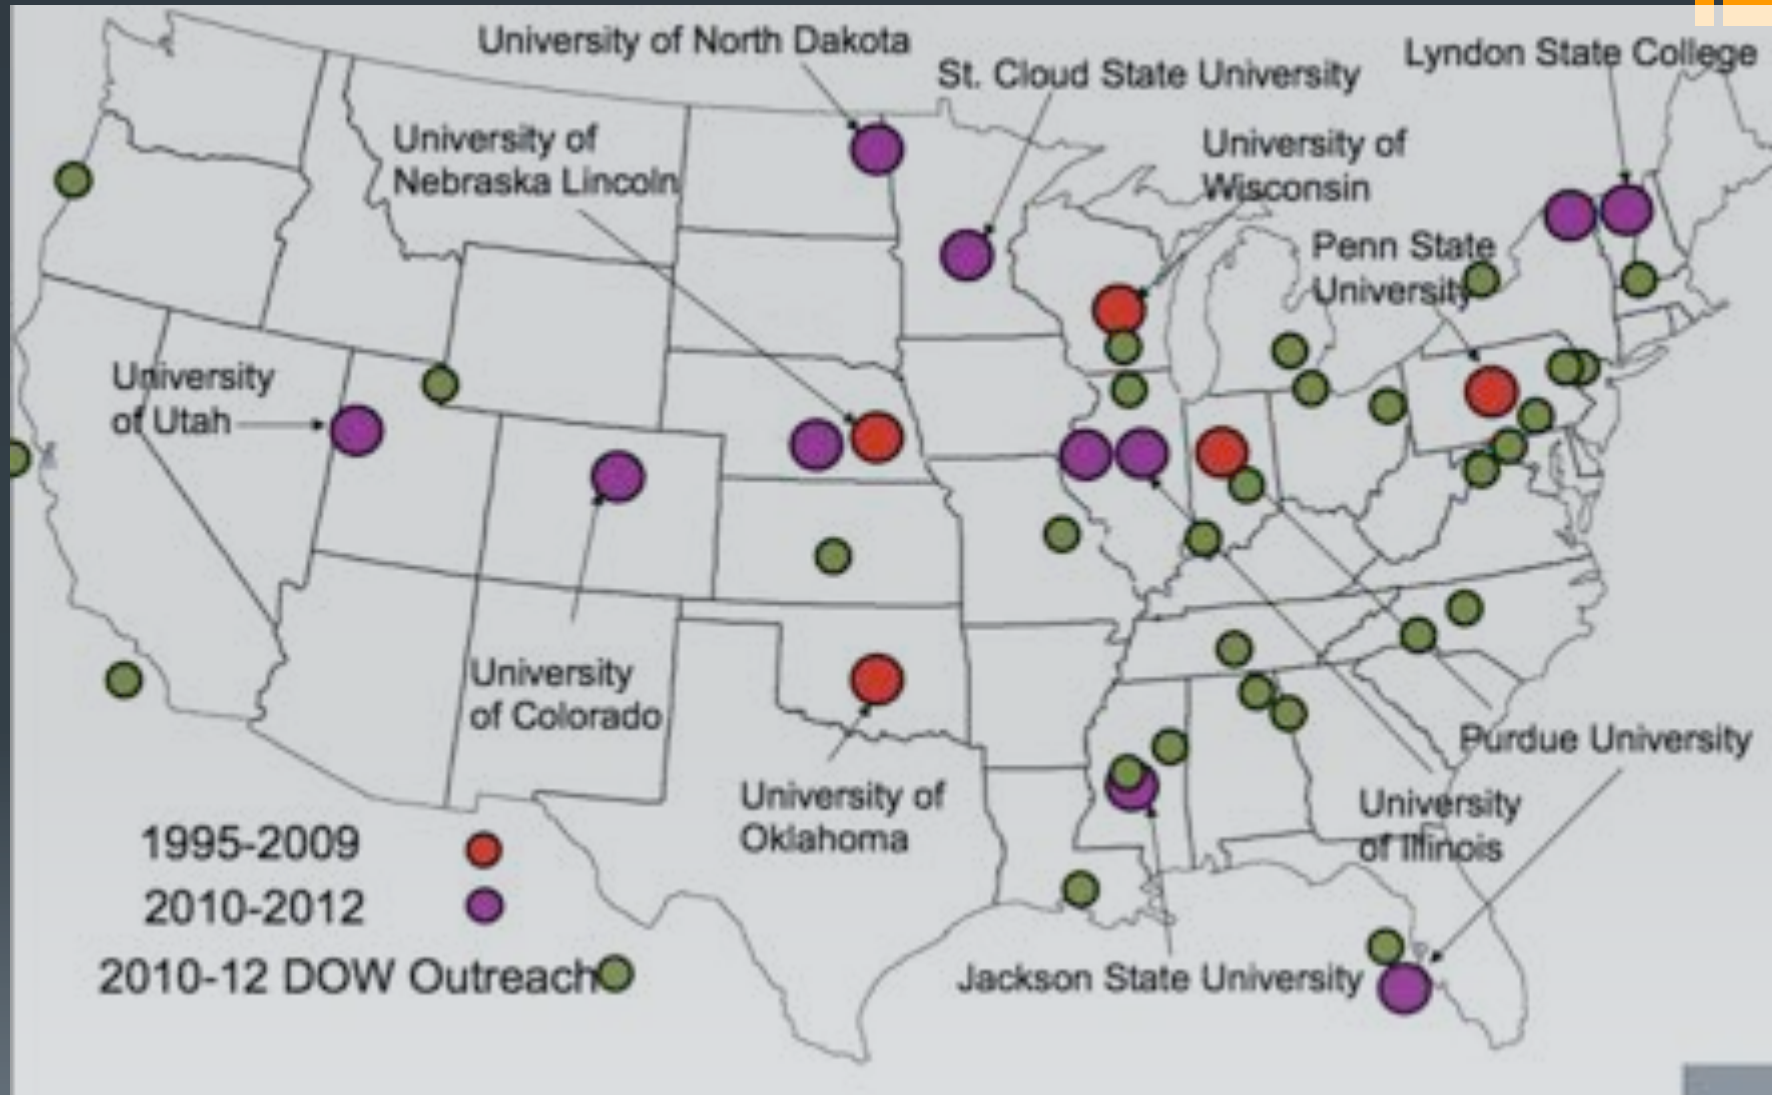 University of North Dakota
St. Cloud State University
Lyndon State College
University of
Nebraska Lincoln
University of
Wisconsin
Penn State
University
University
of Utah
University
of Colorado
University of
Oklahoma
Purdue University
University
of Illinois
Jackson State University
1995-2009
2010-2012
2010-12 DOW Outreach